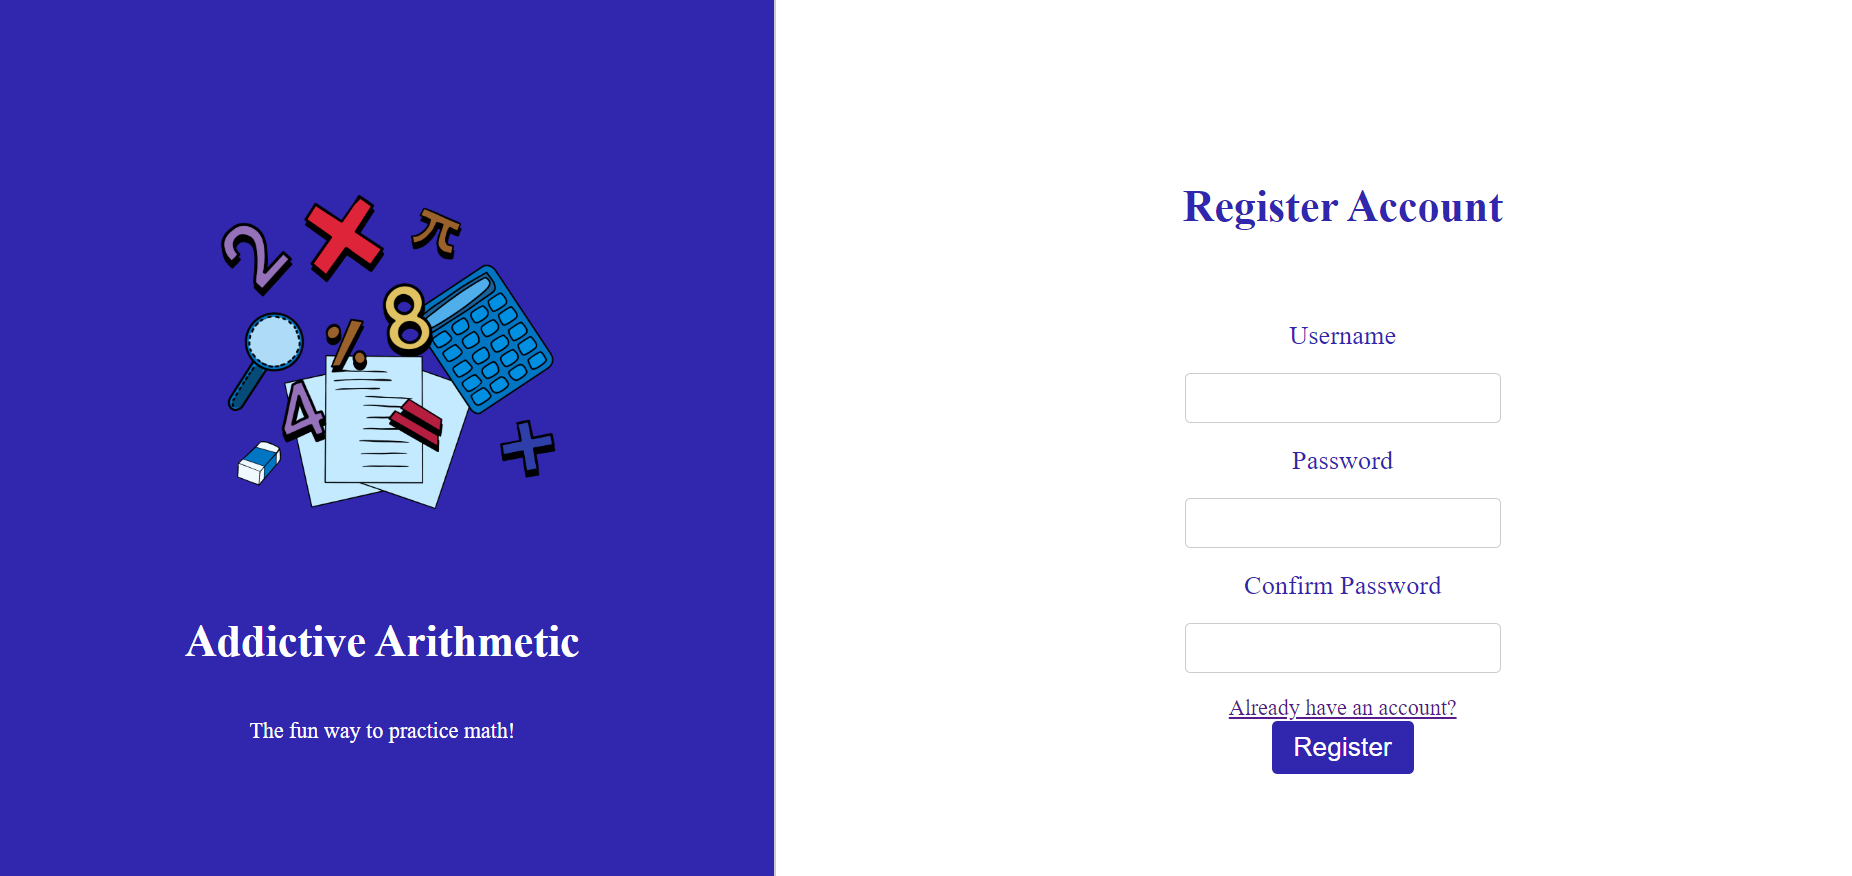 2
×
π
8
%
4
=
+
Addictive Arithmetic
The fun way to practice math!
Register Account
Username
Password
Confirm Password
Already have an account?
Register